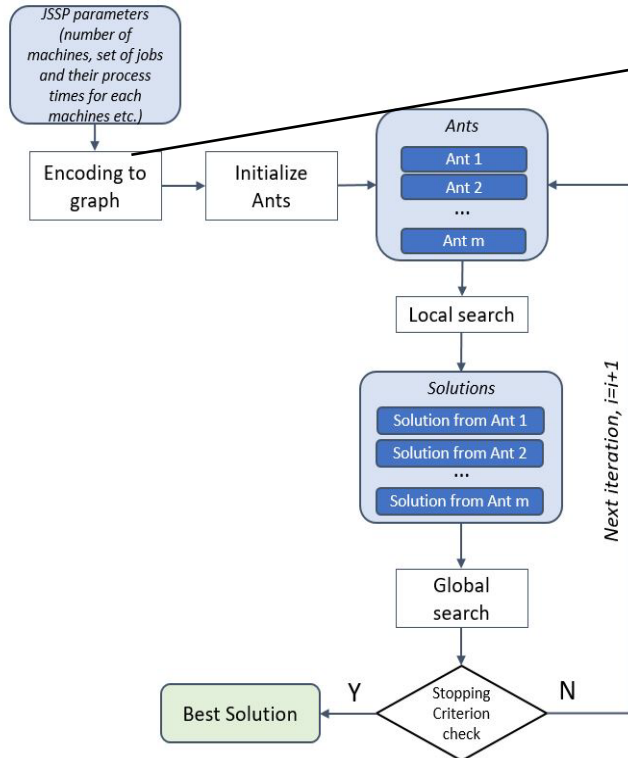 JSSP parameters
(number of
machines, set of jobs
and their process
times for each
machines etc.)
Encoding to
graph
Initialize
Ants
Ants
Ant 1
Ant 2
...
Ant m
Local search
Solutions
Solution from Ant 1
Solution from Ant 2
...
Solution from Ant m
Next iteration, i=i+1
Global
search
Stopping
Criterion
check
Y
N
Best Solution